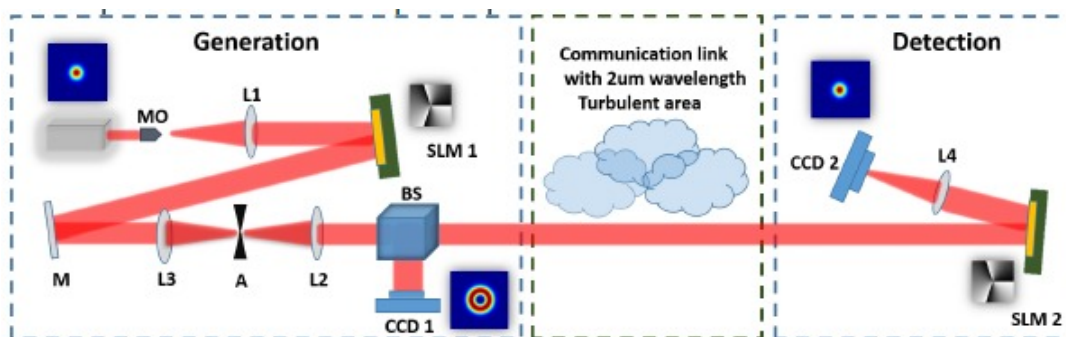 Generation
MO
L1
SLM 1
M
L3
A
L2
BS
CCD 1
Communication link
with 2um wavelength
Turbulent area
Detection
CCD 2
L4
SLM 2